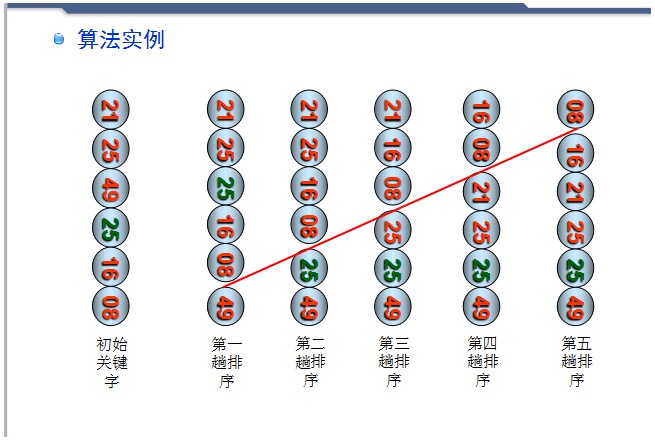 算法实例
21 21 21 21 16 08
25 25 25 16 08 16
49 25 16 08 21 21
25 16 08 25 25 25
16 08 25 25 25 25
08 49 49 49 49 49
初始 第一 第二 第三 第四 第五
关键 趟排 趟排 趟排 趟排 趟排
字 序 序 序 序 序